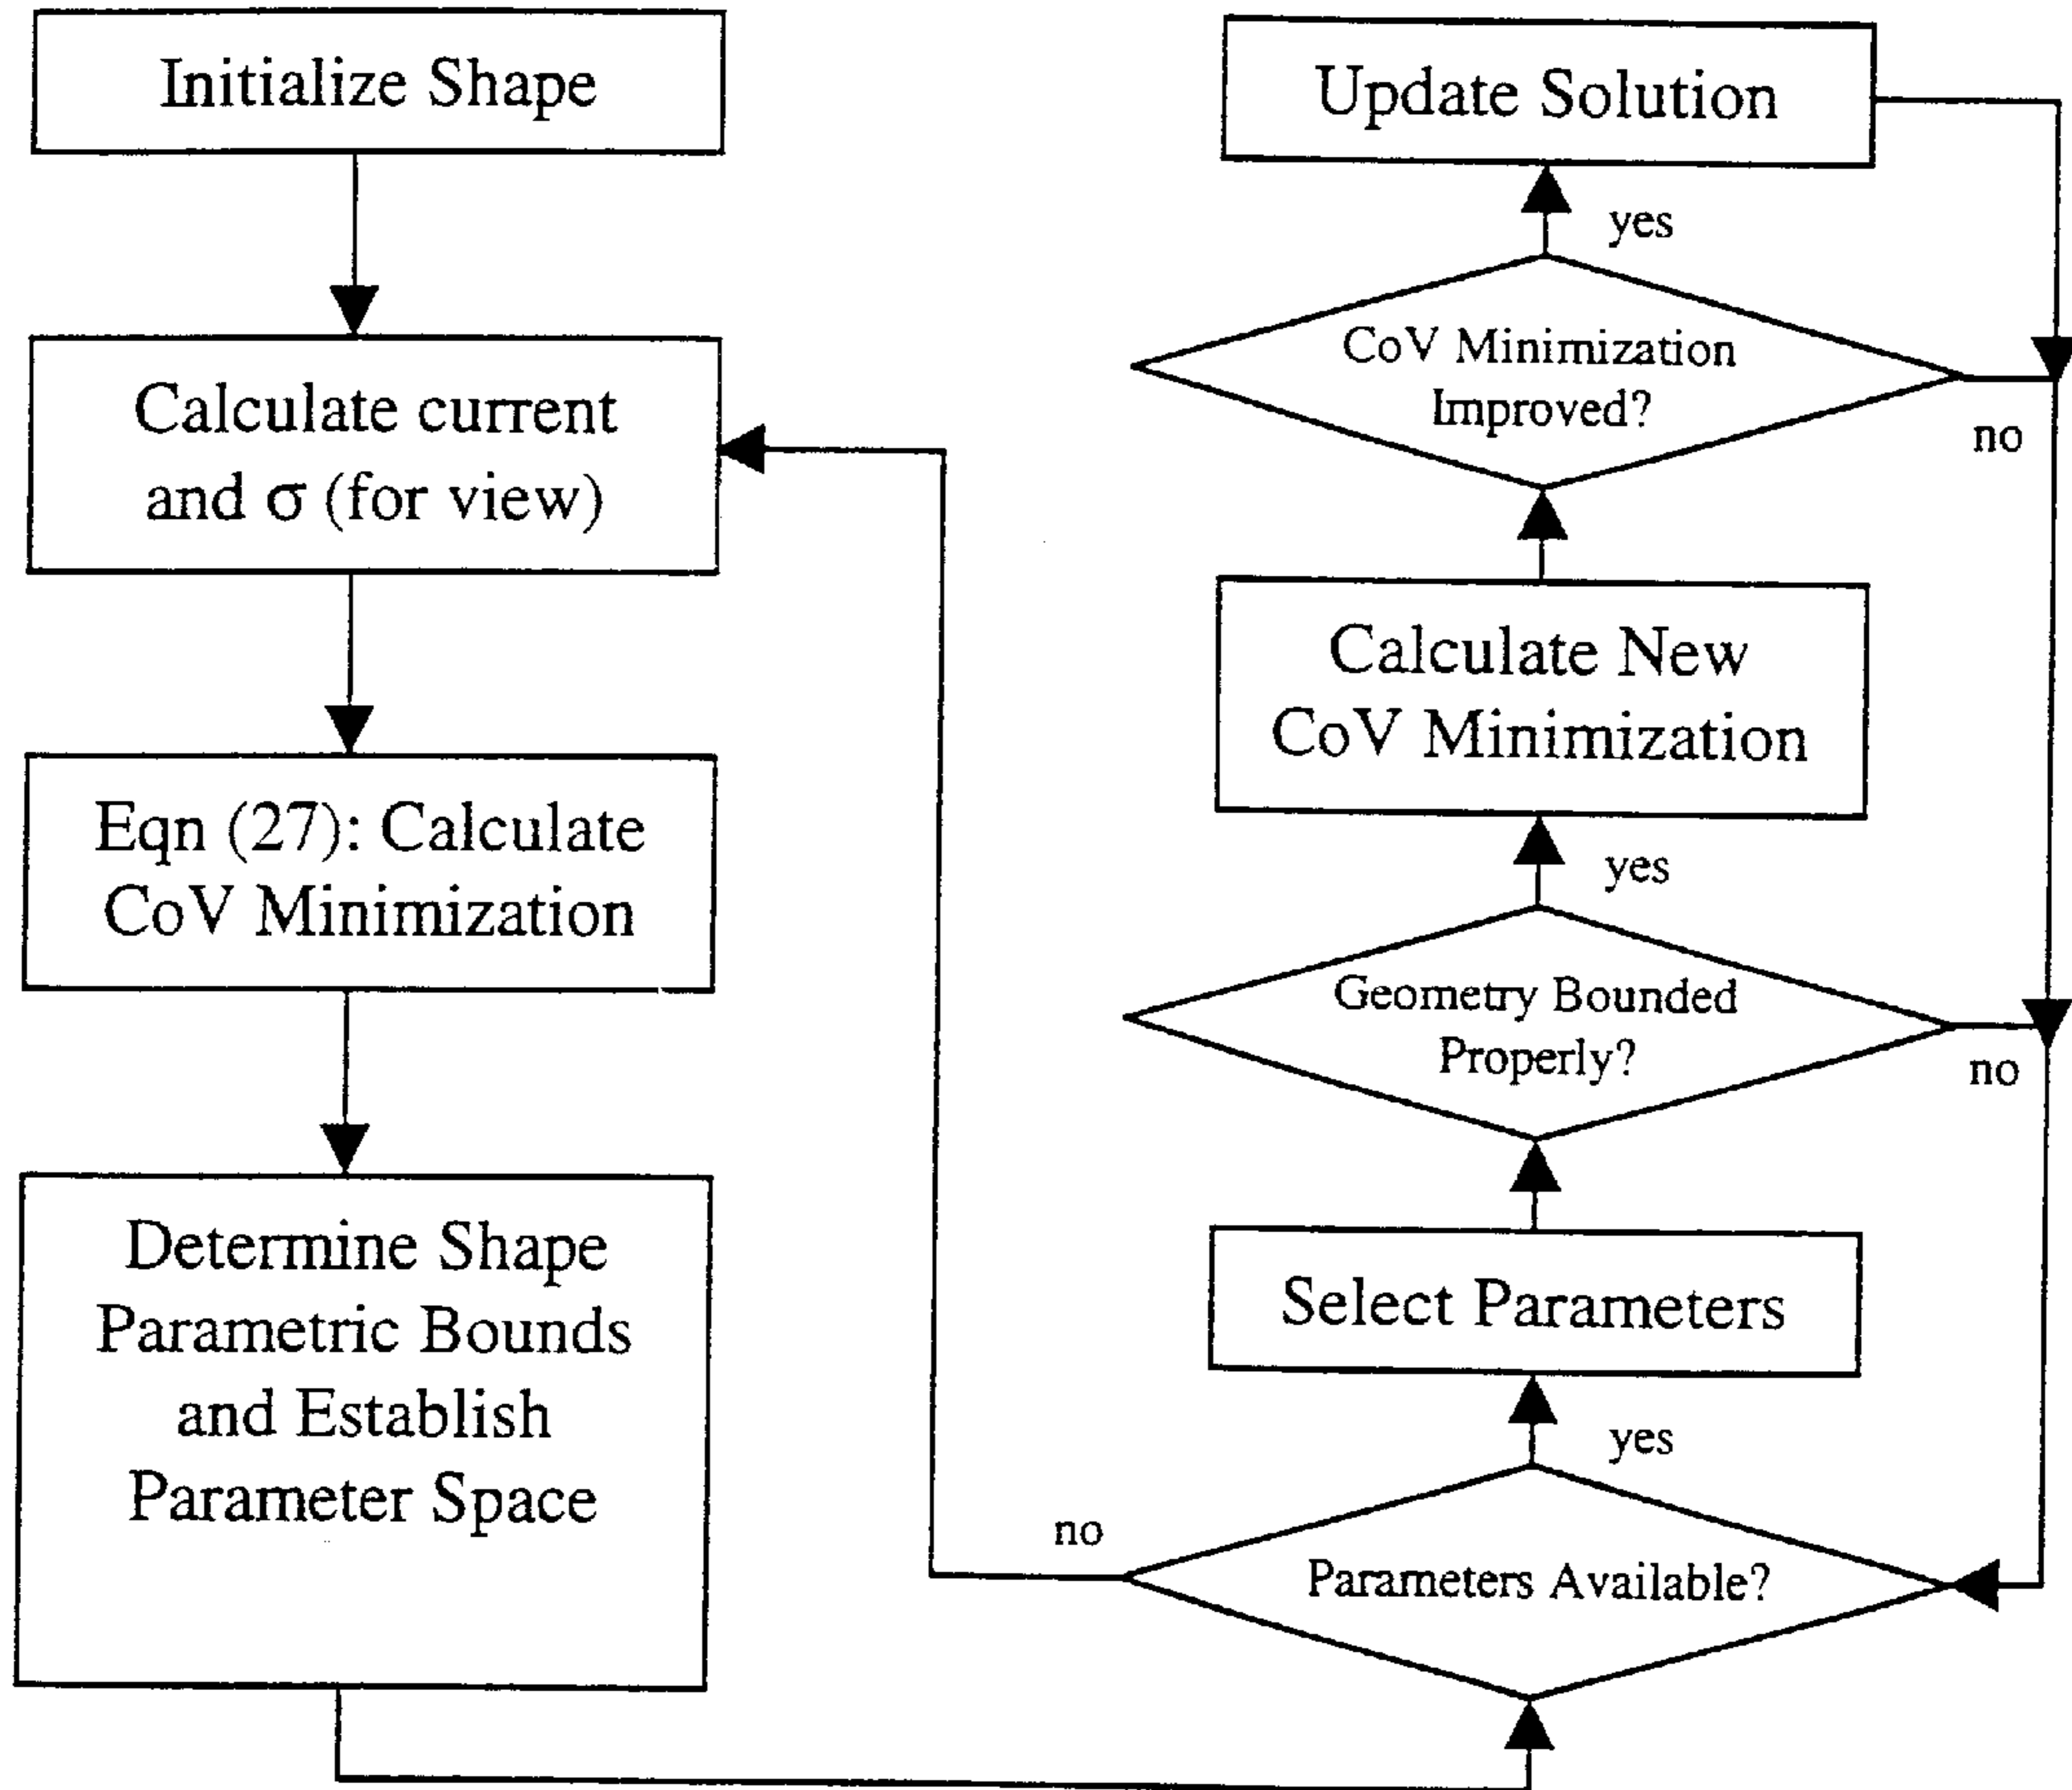 Initialize Shape
Calculate current
and σ (for view)
Eqn (27): Calculate
CoV Minimization
Determine Shape
Parametric Bounds
and Establish
Parameter Space
Update Solution
yes
CoV Minimization
Improved?
no
Calculate New
CoV Minimization
yes
Geometry Bounded
Properly?
no
Select Parameters
yes
no
Parameters Available?